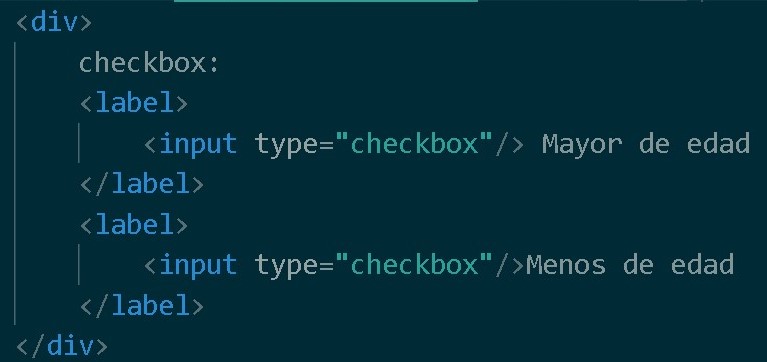 <div>
checkbox:
<label>
<input type="checkbox"/> Mayor de edad
</label>
<label>
<input type="checkbox"/>Menos de edad
</label>
</div>